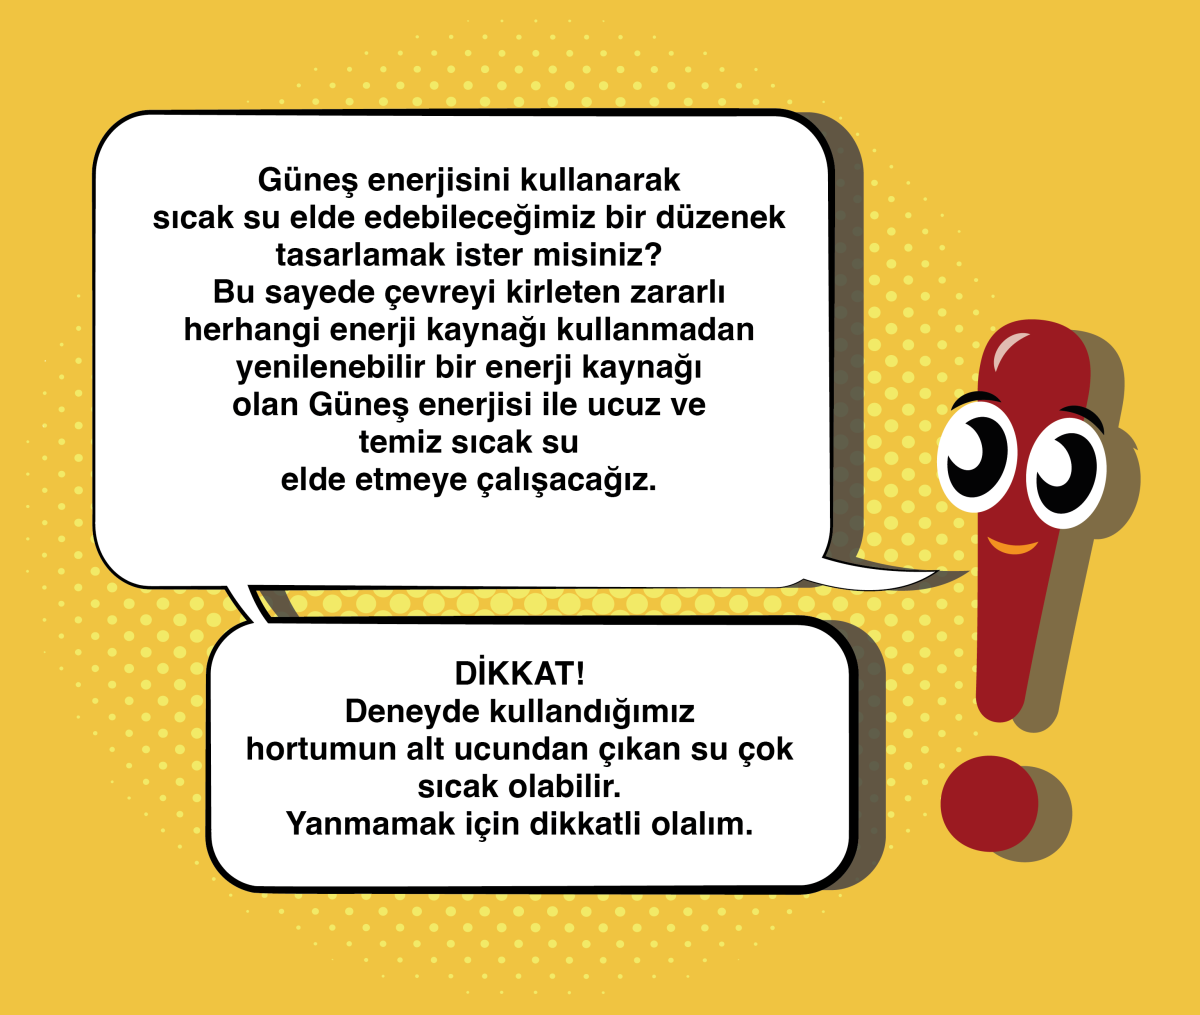 Güneş enerjisini kullanarak
sıcak su elde edebileceğimiz bir düzenek
tasarlamak ister misiniz?
Bu sayede çevreyi kirleten zararlı
herhangi enerji kaynağı kullanmadan
yenilenebilir bir enerji kaynağı
olan Güneş enerjisi ile ucuz ve
temiz sıcak su
elde etmeye çalışacağız.
DİKKAT!
Deneyde kullandığımız
hortumun alt ucundan çıkan su çok
sıcak olabilir.
Yanmamak için dikkatli olalım.